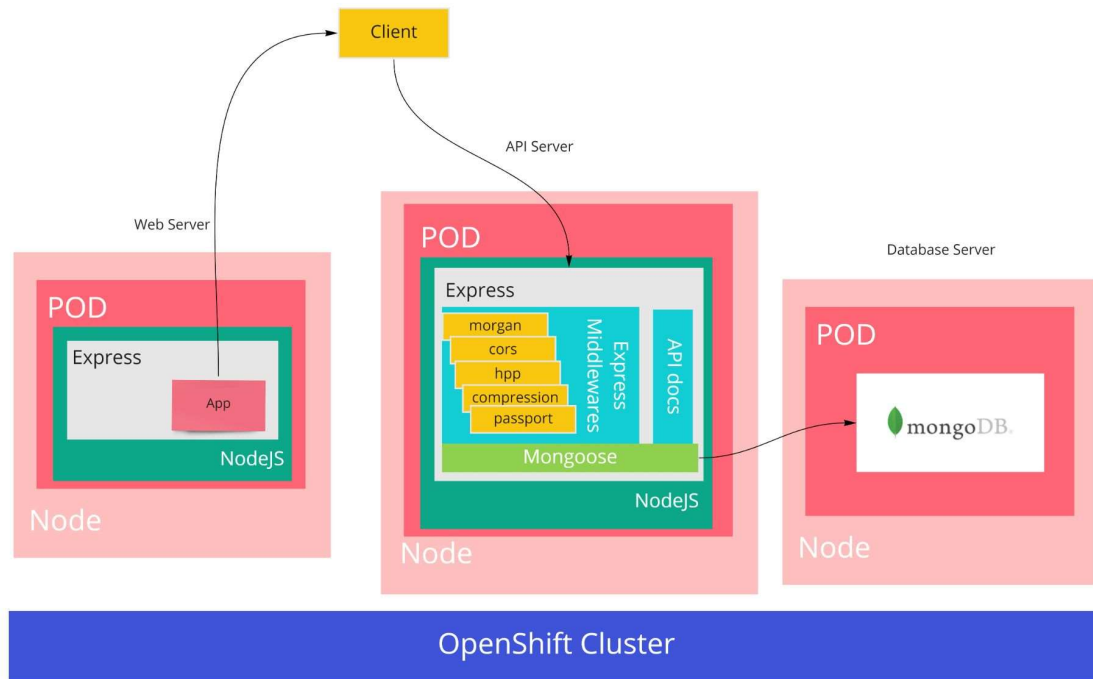 Client
API Server
Web Server
Database Server
POD
Express
App
NodeJS
Node
POD
Express
morgan
cors
hpp
compression
passport
Express
Middlewares
API docs
Mongoose
NodeJS
Node
POD
mongoDB®
Node
OpenShift Cluster